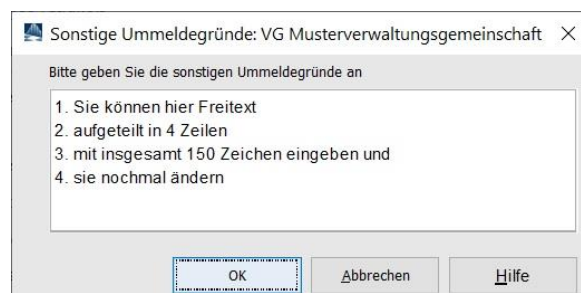 Sonstige Ummeldegründe: VG Musterverwaltungsgemeinschaft
Bitte geben Sie die sonstigen Ummeldegründe an
1. Sie können hier Freitext
2. aufgeteilt in 4 Zeilen
3. mit insgesamt 150 Zeichen eingeben und
4. sie nochmal ändern
OK Abbrechen Hilfe